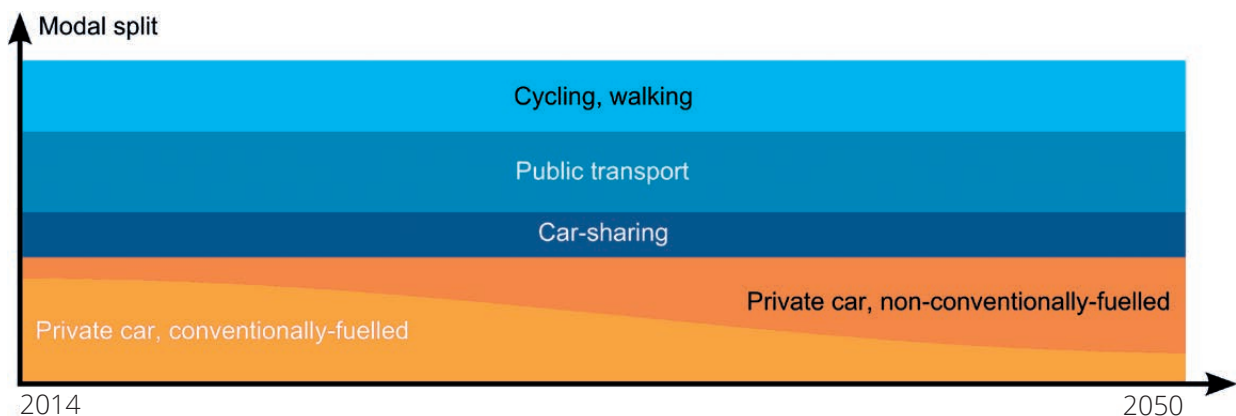 Modal split
Cycling, walking
Public transport
Car-sharing
Private car, non-conventionally-fuelled
Private car, conventionally-fuelled
2014
2050